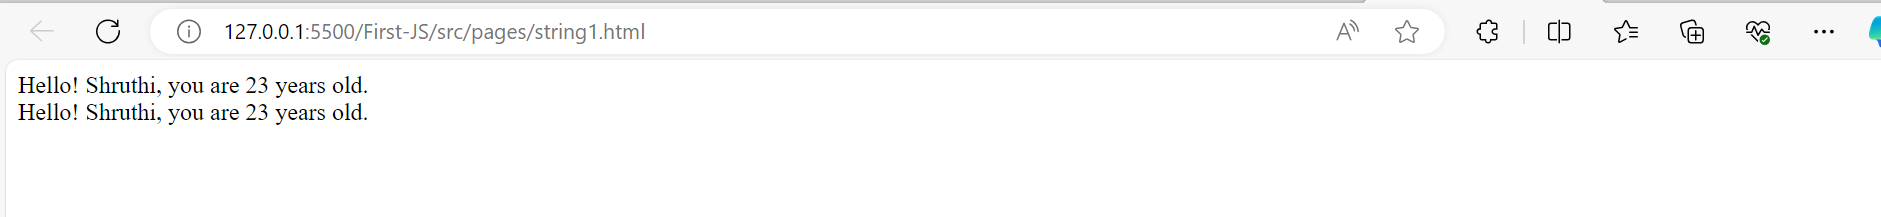 127.0.0.1:5500/First-JS/src/pages/string1.html
Hello! Shruthi, you are 23 years old.
Hello! Shruthi, you are 23 years old.